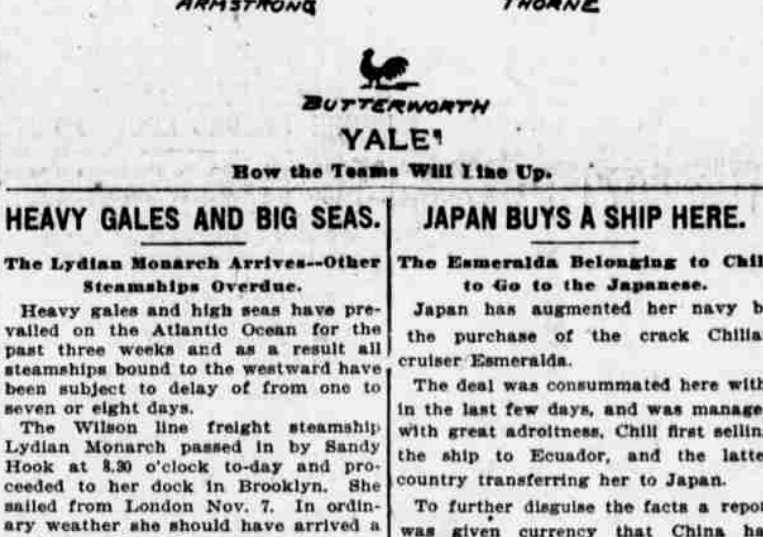 ARMSTRONG
THORNE
BUTTERWORTH
YALE
How the Teams Will Line Up.
HEAVY GALES AND BIG SEAS.
The Lydian Monarch Arrives--Other
Steamships Overdue.
Heavy gales and high seas have pre-
vailed on the Atlantic Ocean for the
past three weeks and as a result all
steamships bound to the westward have
been subject to delay of from one to
seven or eight days.
The Wilson line freight steamship
Lydian Monarch passed in by Sandy
Hook at 8.30 o'clock to-day and pro-
ceeded to her dock in Brooklyn. She
sailed from London Nov. 7. In ordin-
ary weather she should have arrived a
JAPAN BUYS A SHIP HERE.
The Esmeralda Belonging to Chili
to Go to the Japanese.
Japan has augmented her navy b
the purchase of the crack Chilia
cruiser Esmeralda.
The deal was consummated here with
in the last few days, and was manage
with great adroitness, Chili first sellin
the ship to Ecuador, and the latte
country transferring her to Japan.
To further disguise the facts a repo
was given currency that China ha